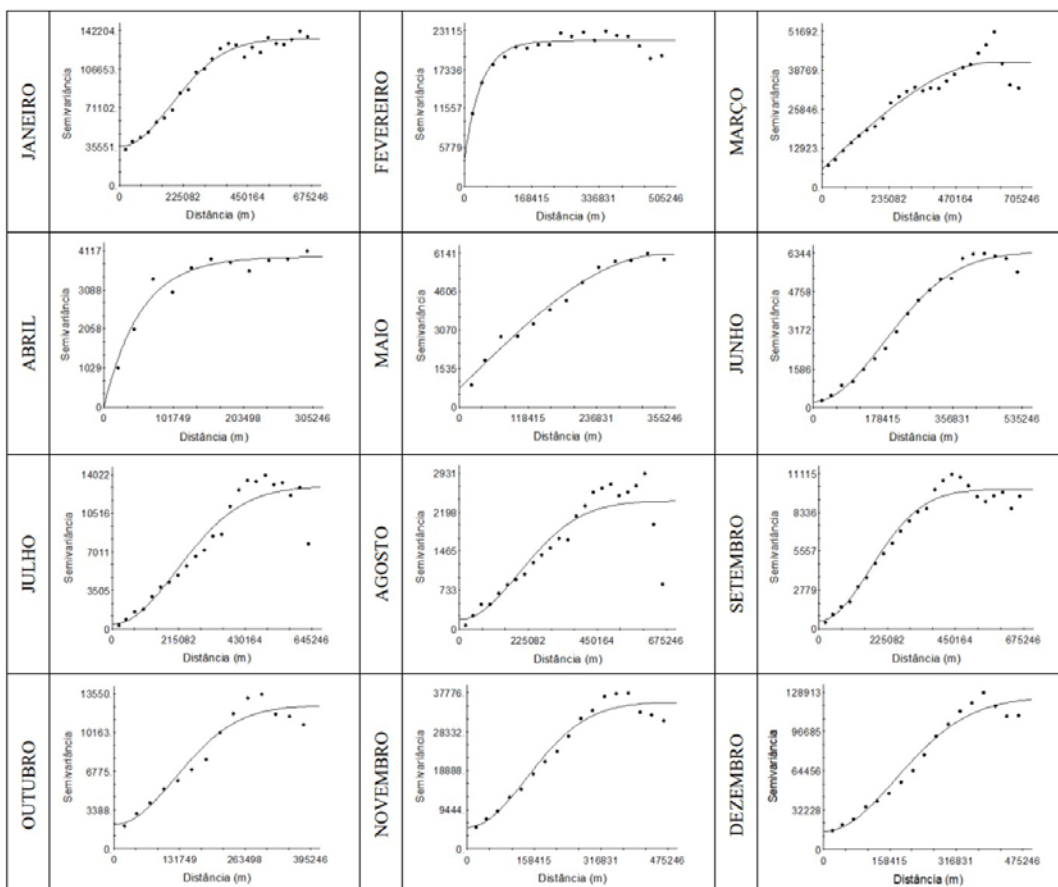 JANEIRO
Semivariância
142204
106653
71102
35551
0
0 225082 450164 675246
Distância (m)
FEVEREIRO
Semivariância
23115
17336
11557
5779
0
0 168415 336831 505246
Distância (m)
MARÇO
Semivariância
51692
38769
25846
12923
0
0 235082 470164 705246
Distância (m)
ABRIL
Semivariância
4117
3088
2058
1029
0
0 101749 203498 305246
Distância (m)
MAIO
Semivariância
6141
4606
3070
1535
0
0 118415 236831 355246
Distância (m)
JUNHO
Semivariância
6344
4758
3172
1586
0
0 178415 356831 535246
Distância (m)
JULHO
Semivariância
14022
10516
7011
3505
0
0 215082 430164 645246
Distância (m)
AGOSTO
Semivariância
2931
2198
1465
733
0
0 225082 450164 675246
Distância (m)
SETEMBRO
Semivariância
11115
8336
5557
2779
0
0 225082 450164 675246
Distância (m)
OUTUBRO
Semivariância
13550
10163
6775
3388
0
0 131749 263498 395246
Distância (m)
NOVEMBRO
Semivariância
37776
28332
18888
9444
0
0 158415 316831 475246
Distância (m)
DEZEMBRO
Semivariância
128913
96685
64456
32228
0
0 158415 316831 475246
Distância (m)